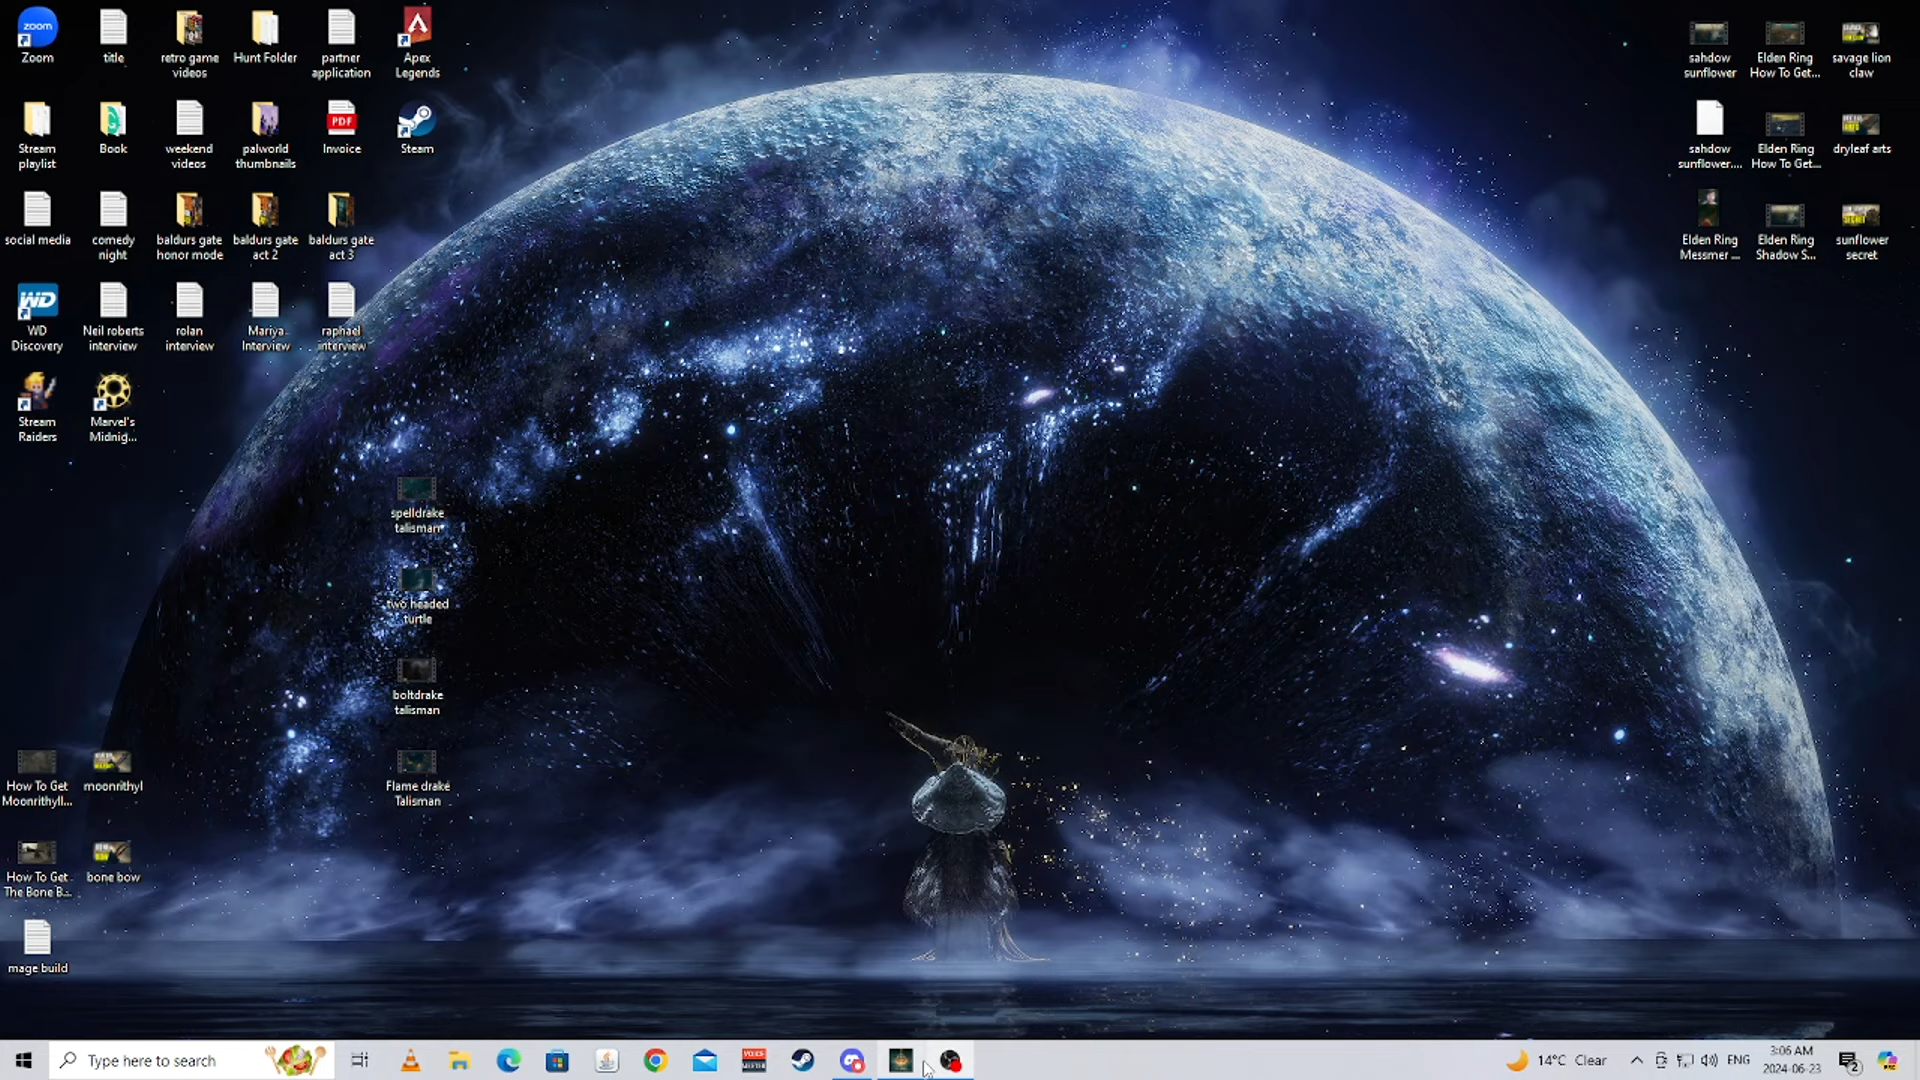 zoom
Zoom
title
retro game
videos
Hunt Folder
partner
application
Apex
Legends
Stream
playlist
Book
weekend
videos
palworld
thumbnails
PDF
Invoice
Steam
social media
comedy
night
baldurs gate
honor mode
baldurs gate
act 2
baldurs gate
act 3
WD
WD
Discovery
Neil roberts
interview
rolan
interview
Mariya
Interview
raphael
interview
Stream
Raiders
Marvel's
Midnig...
spelldrake
talisman
two headed
turtle
boltdrake
talisman
Flame drake
Talisman
How To Get
Moonrithyll...
moonrithyl
How To Get
The Bone B...
bone bow
mage build
sahdow
sunflower
Elden Ring
How To Get...
savage lion
claw
sahdow
sunflower....
Elden Ring
How To Get...
dryleaf arts
Elden Ring
Messmer ...
Elden Ring
Shadow S...
sunflower
secret
Type here to search
14°C Clear
ENG
3:06 AM
2024-06-23
2